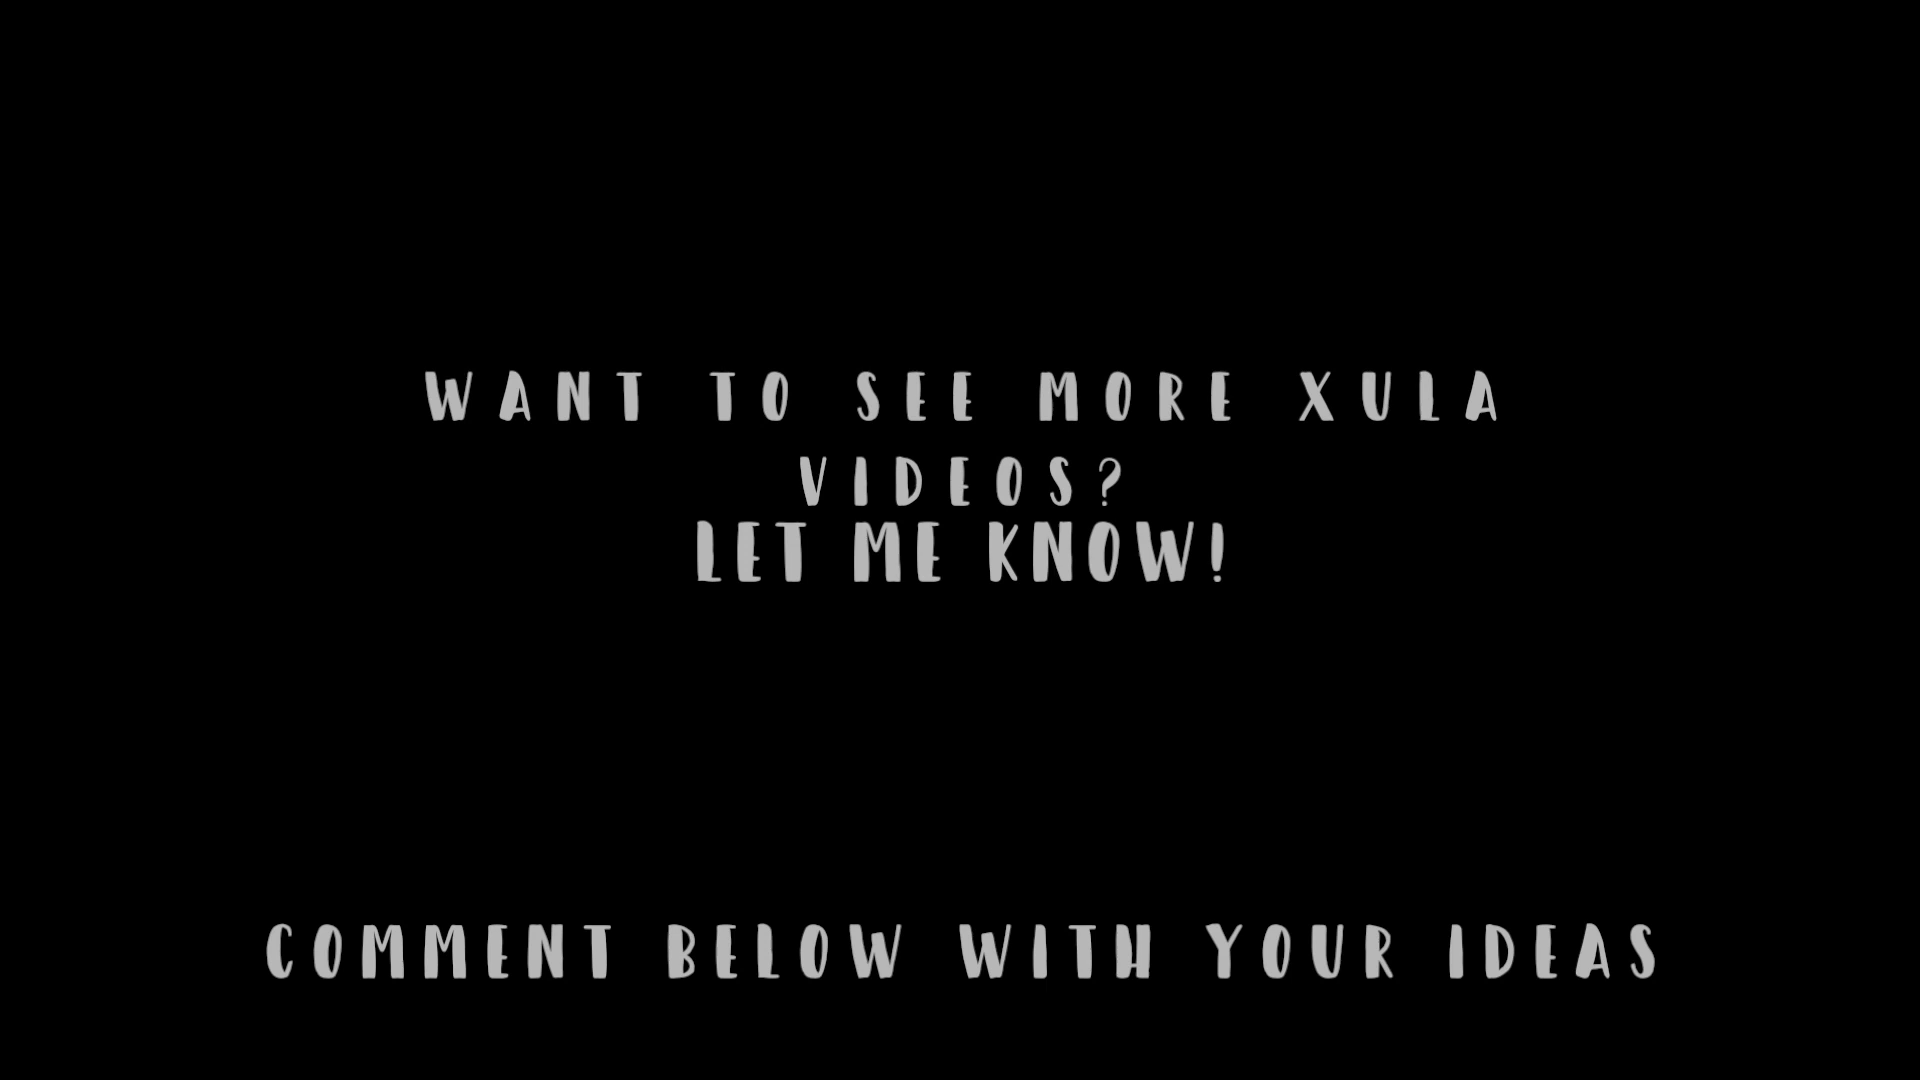 WANT TO SEE MORE XULA
VIDEOS?
LET ME KNOW!
COMMENT BELOW WITH YOUR IDEAS